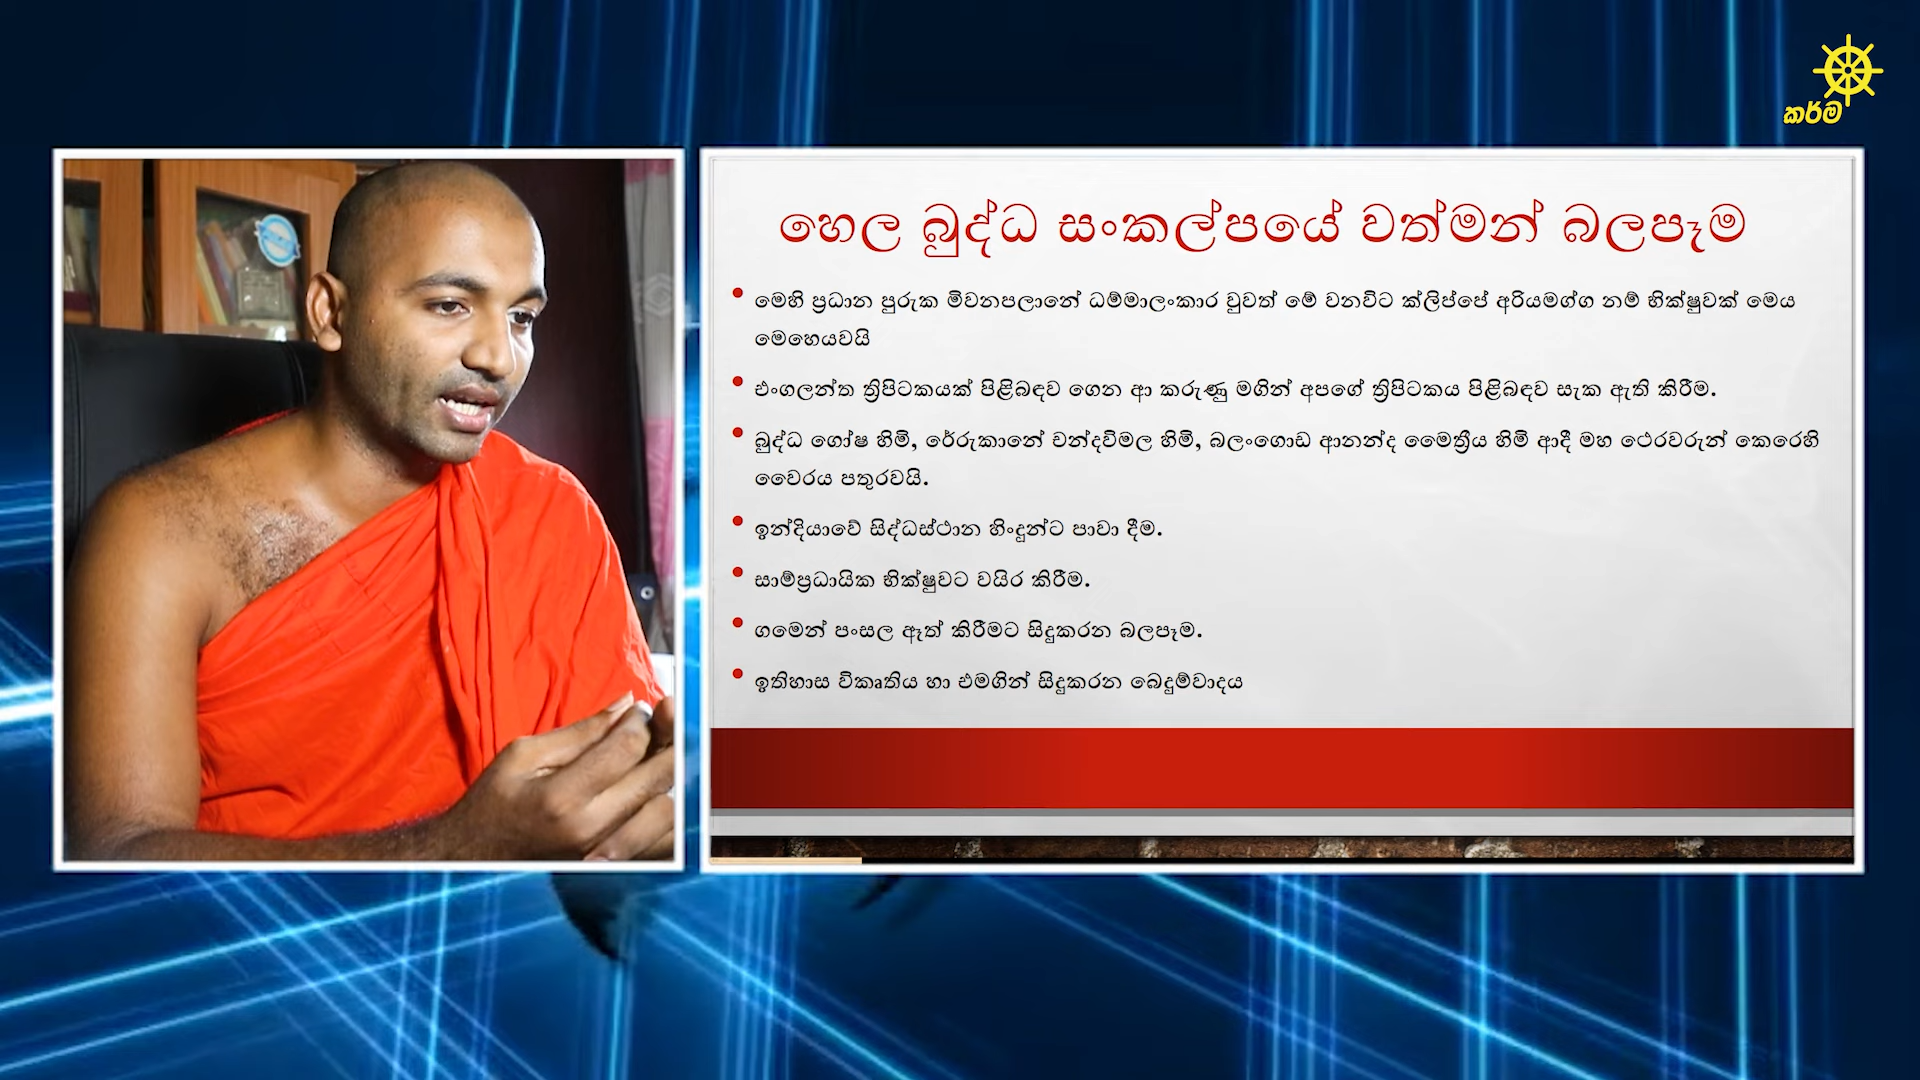 කර්ම
හෙල බුද්ධ සංකල්පයේ වත්මන් බලපෑම
• මෙහි ප්‍රධාන පුරුක මිවනපලානේ ධම්මාලංකාර වුවත් මේ වනවිට ක්ලිප්පේ අරියමග්ග නම් භික්ෂුවක් මෙය
මෙහෙයවයි
• එංගලන්ත ත්‍රිපිටකයක් පිළිබඳව ගෙන ආ කරුණු මගින් අපගේ ත්‍රිපිටකය පිළිබඳව සැක ඇති කිරීම.
• බුද්ධ ගෝෂ හිමි, රේරුකානේ චන්දවිමල හිමි, බලංගොඩ ආනන්ද මෛත්‍රීය හිමි ආදී මහ ථෙරවරුන් කෙරෙහි
වෛරය පතුරවයි.
• ඉන්දියාවේ සිද්ධස්ථාන හිංදූන්ට පාවා දීම.
• සාම්ප්‍රධායික භික්ෂුවට වයිර කිරීම.
• ගමෙන් පංසල ඈත් කිරීමට සිදුකරන බලපෑම.
• ඉතිහාස විකෘතිය හා එමගින් සිදුකරන බෙදුම්වාදය